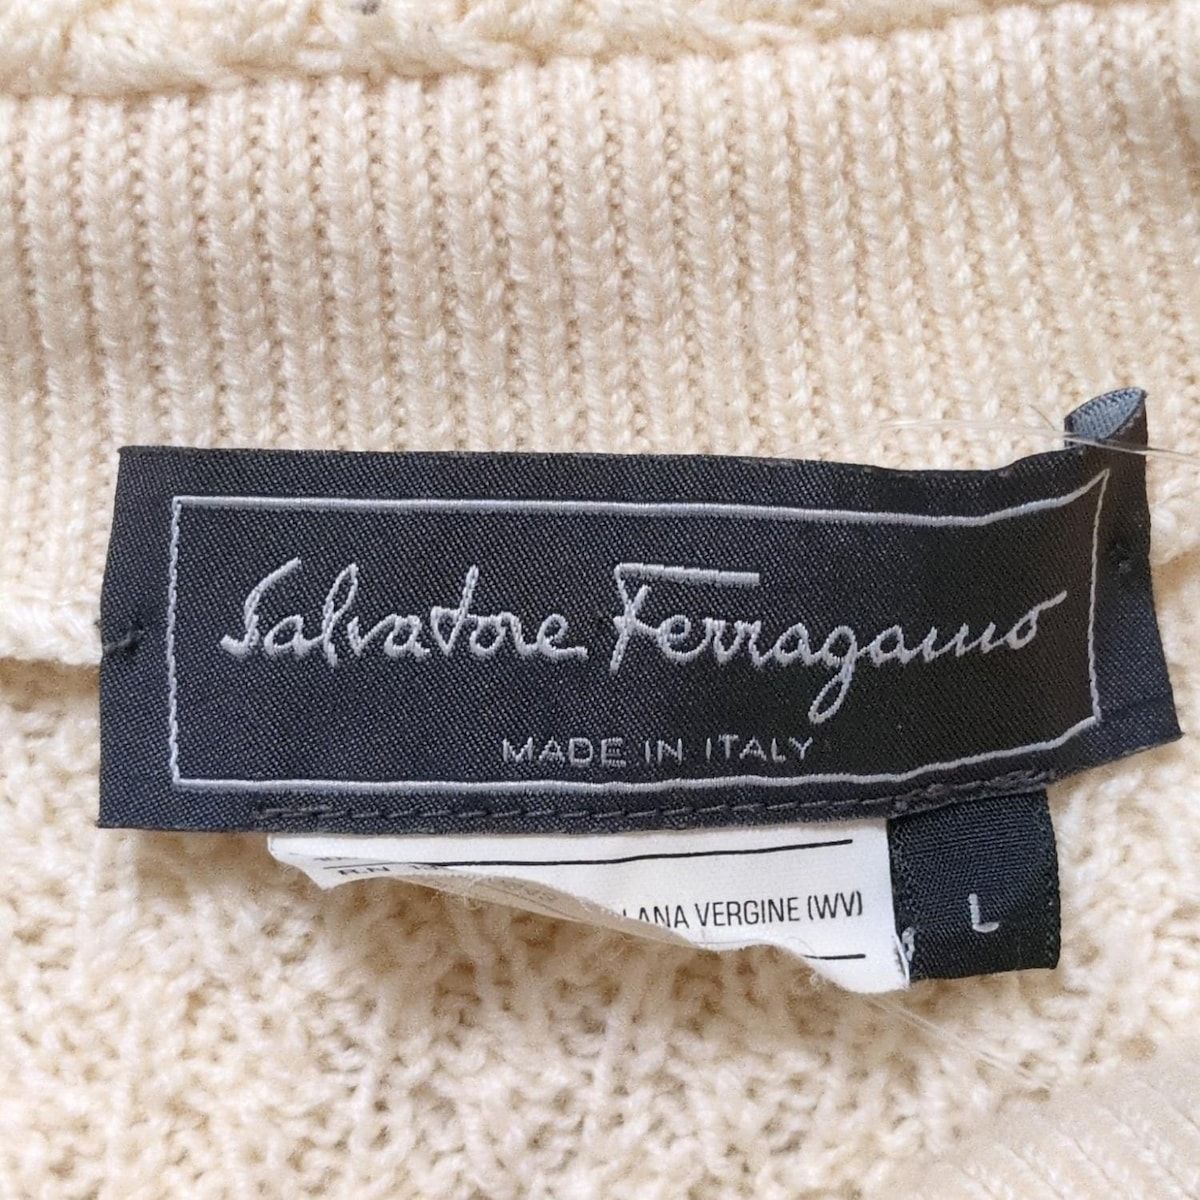 Salvatore Ferragamo
MADE IN ITALY
LANA VERGINE (WV)
L